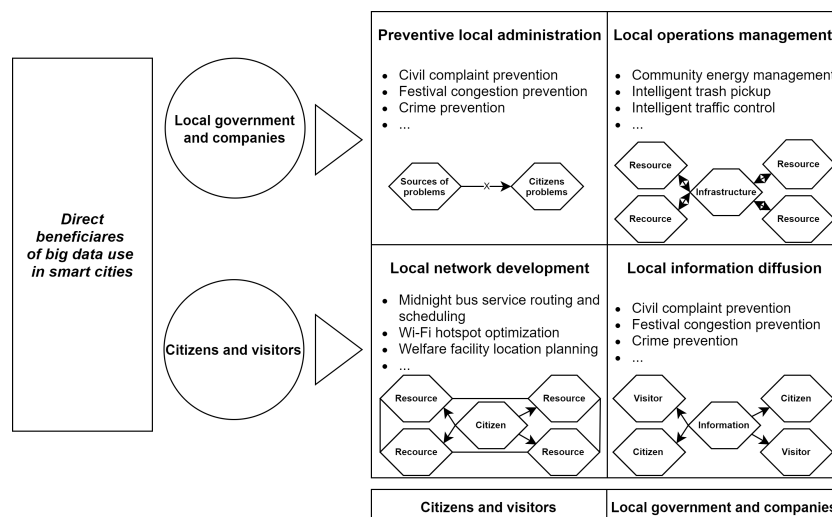 Direct
beneficiares
of big data use
in smart cities
Local government
and companies
Citizens and visitors
Preventive local administration
• Civil complaint prevention
• Festival congestion prevention
• Crime prevention
• ...
Sources of
problems
X
Citizens
problems
Local operations management
• Community energy management
• Intelligent trash pickup
• Intelligent traffic control
• ...
Resource
Resource
Infrastructure
Recource
Resource
Local network development
• Midnight bus service routing and
scheduling
• Wi-Fi hotspot optimization
• Welfare facility location planning
• ...
Resource
Resource
Citizen
Recource
Resource
Local information diffusion
• Civil complaint prevention
• Festival congestion prevention
• Crime prevention
• ...
Visitor
Citizen
Information
Citizen
Visitor
Citizens and visitors
Local government and companies